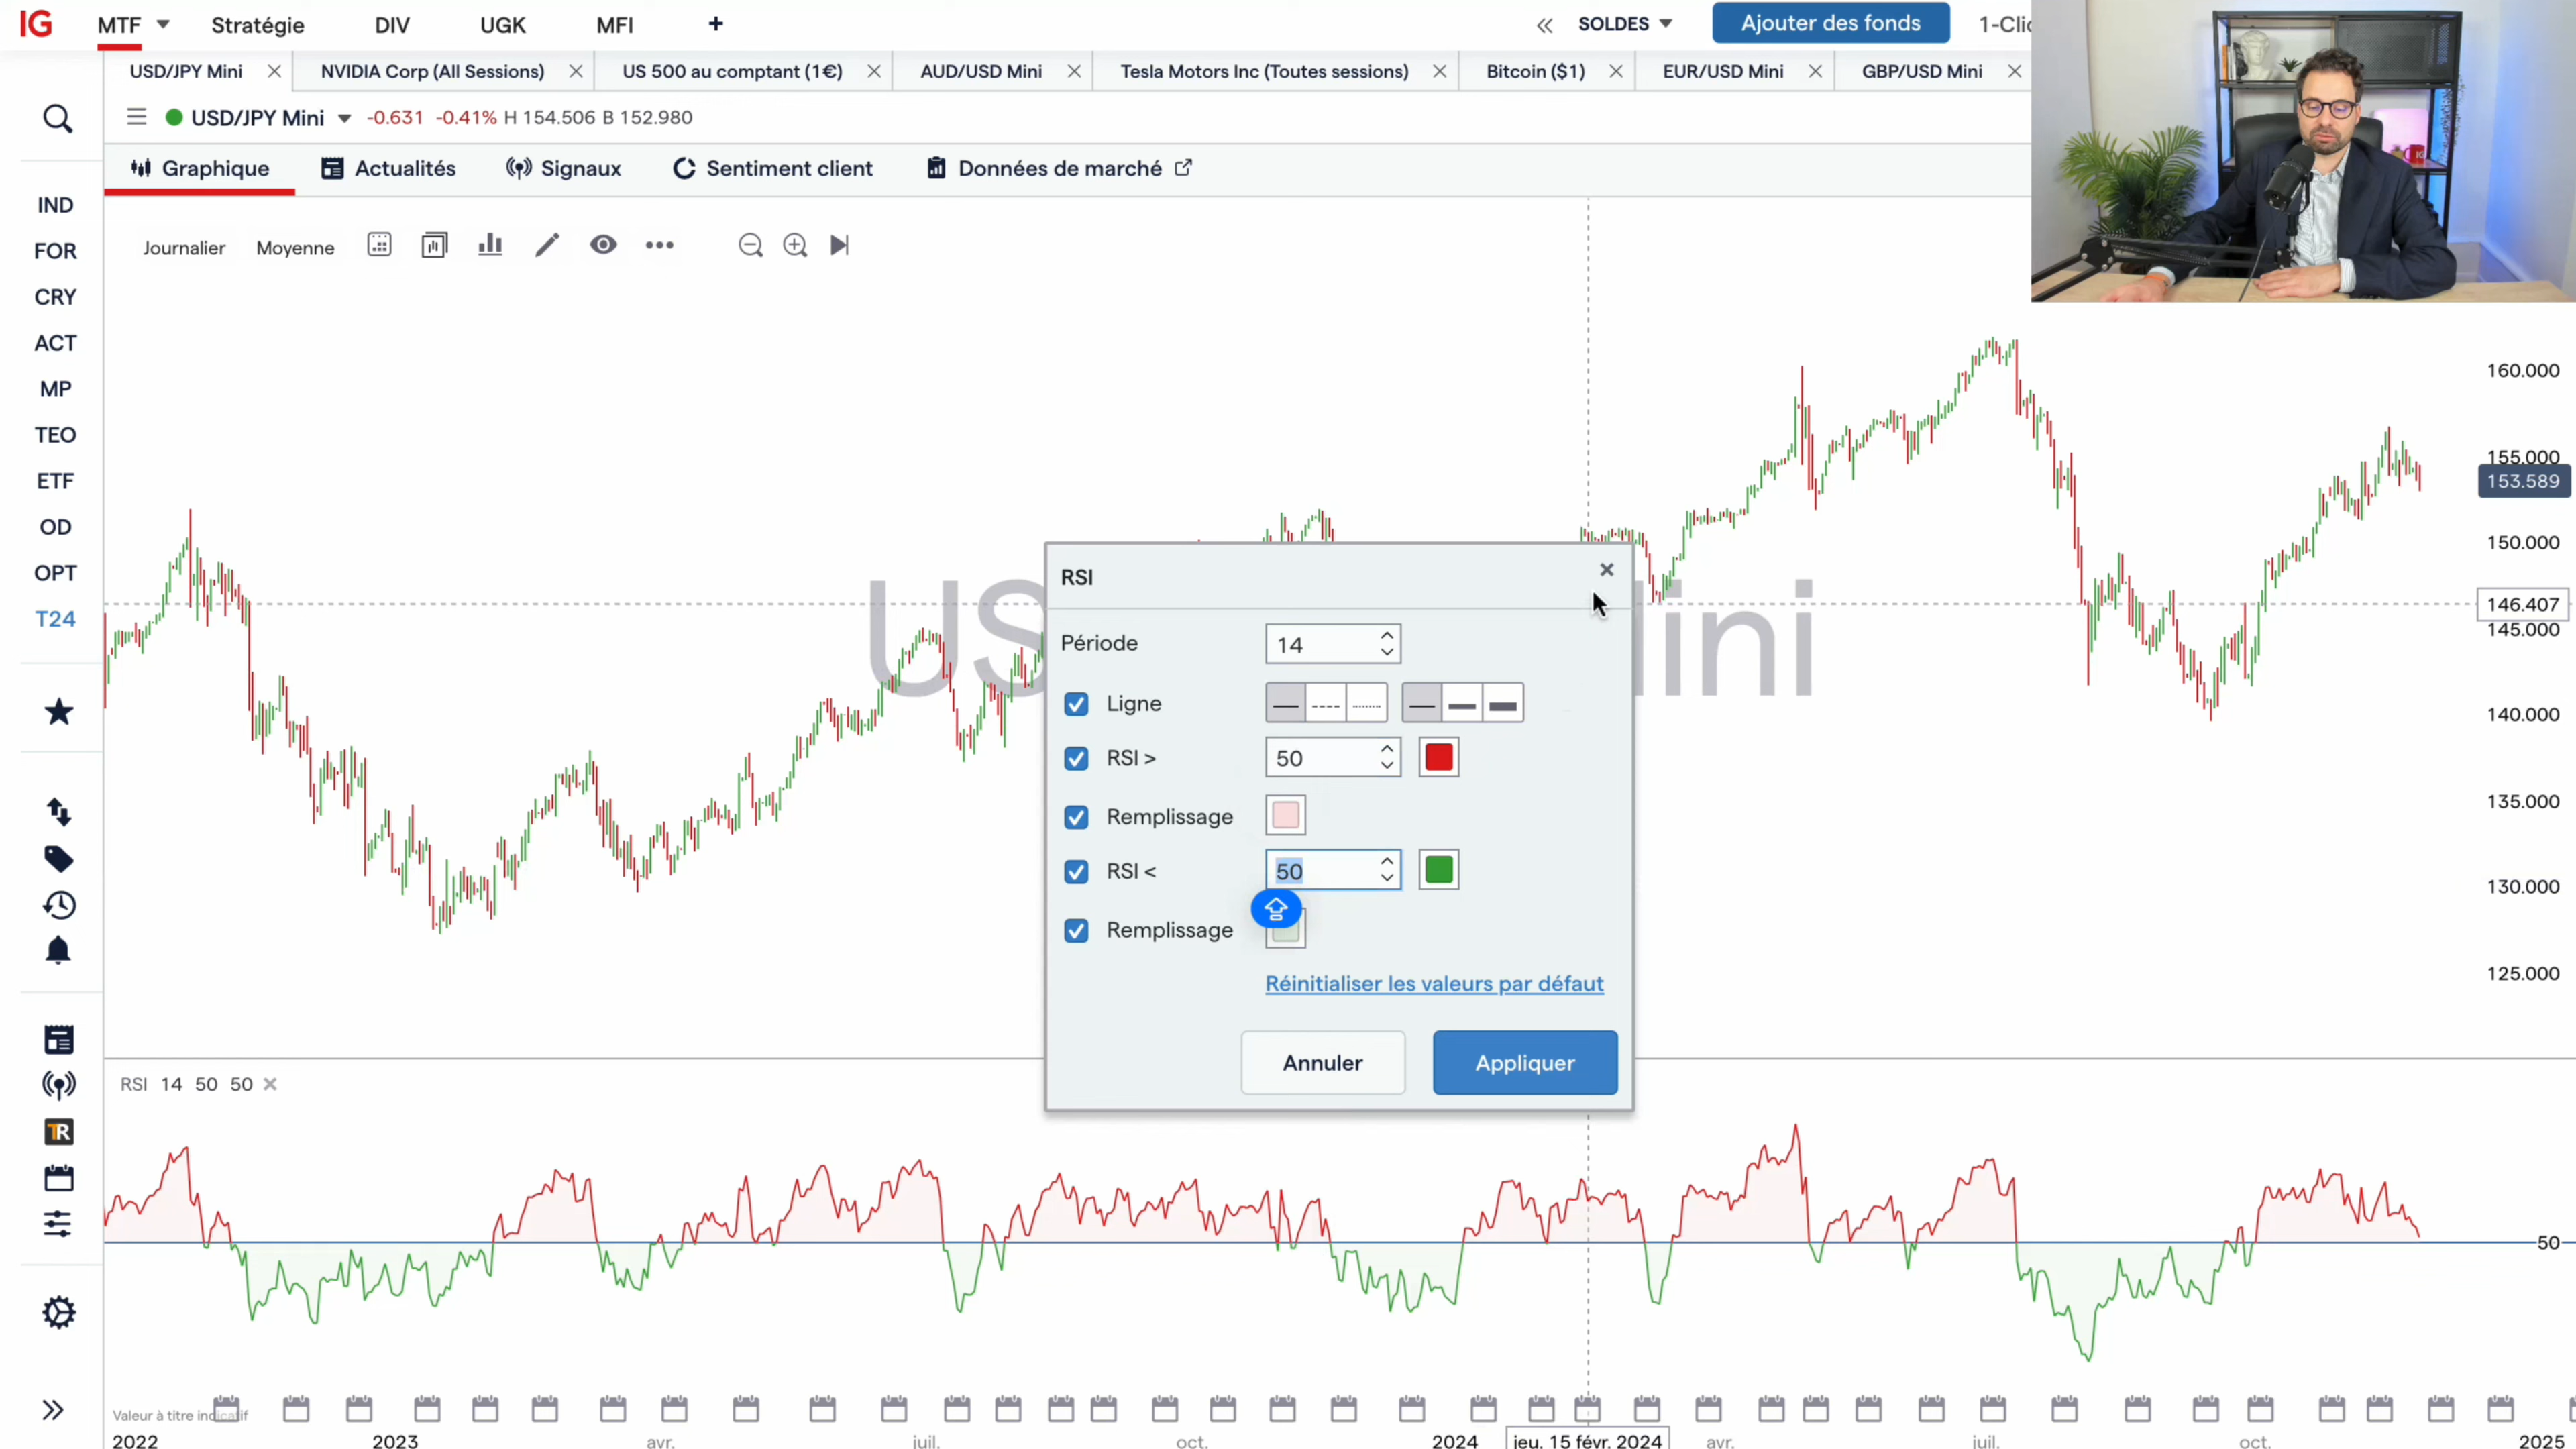 IG MTF Stratégie DIV UGK MFI + SOLDES Ajouter des fonds 1-Clic
USD/JPY Mini NVIDIA Corp (All Sessions) US 500 au comptant (1€) AUD/USD Mini Tesla Motors Inc (Toutes sessions) Bitcoin ($1) EUR/USD Mini GBP/USD Mini
USD/JPY Mini -0.631 -0.41% H 154.506 B 152.980
Graphique Actualités Signaux Sentiment client Données de marché
Journalier Moyenne
IND
FOR
CRY
ACT
MP
TEO
ETF
OD
OPT
T24
TR
160.000
155.000
153.589
150.000
146.407
145.000
140.000
135.000
130.000
125.000
US
ini
RSI
Période 14
Ligne
RSI > 50
Remplissage
RSI < 50
Remplissage
Réinitialiser les valeurs par défaut
Annuler Appliquer
RSI 14 50 50
50
Valeur à titre indicatif
2022 2023 avr. juil. oct. 2024 jeu. 15 févr. 2024 avr. juil. oct. 2025